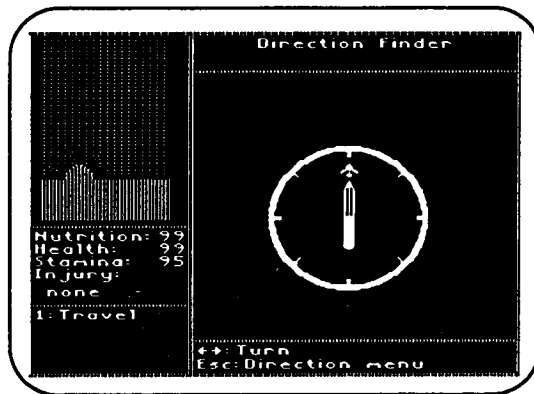 Direction Finder
Nutrition: 99
Health: 99
Stamina: 95
Injury:
none
1:Travel
←→:Turn
Esc:Direction menu